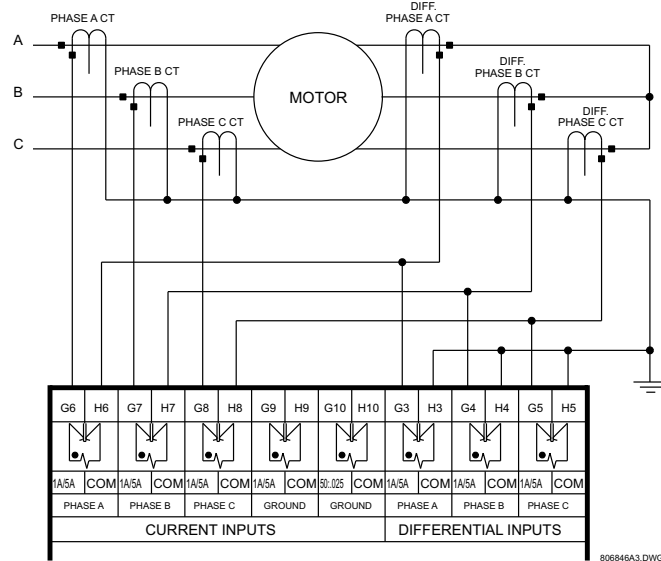 PHASE A CT
DIFF.
PHASE A CT
A
PHASE B CT
DIFF.
PHASE B CT
B
MOTOR
PHASE C CT
DIFF.
PHASE C CT
C
G6 H6 G7 H7 G8 H8 G9 H9 G10 H10 G3 H3 G4 H4 G5 H5
1A/5A COM 1A/5A COM 1A/5A COM 1A/5A COM 50:.025 COM 1A/5A COM 1A/5A COM 1A/5A COM
PHASE A PHASE B PHASE C GROUND GROUND PHASE A PHASE B PHASE C
CURRENT INPUTS DIFFERENTIAL INPUTS
806846A3.DWG